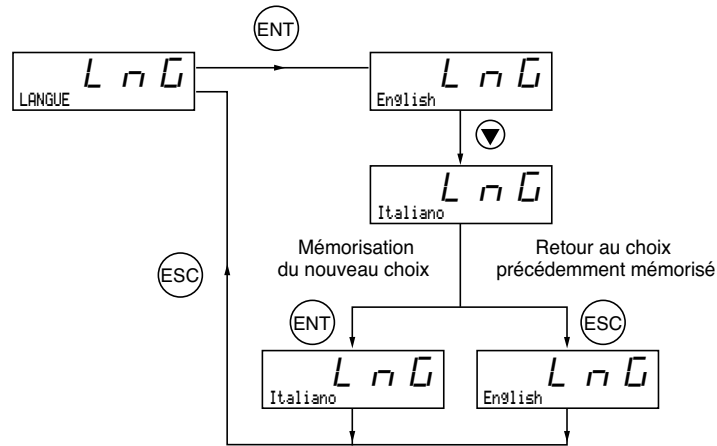 ENT
LnG
LANGUE
LnG
English
LnG
Italiano
Mémorisation
du nouveau choix
Retour au choix
précédemment mémorisé
ESC
ENT
ESC
LnG
Italiano
LnG
English